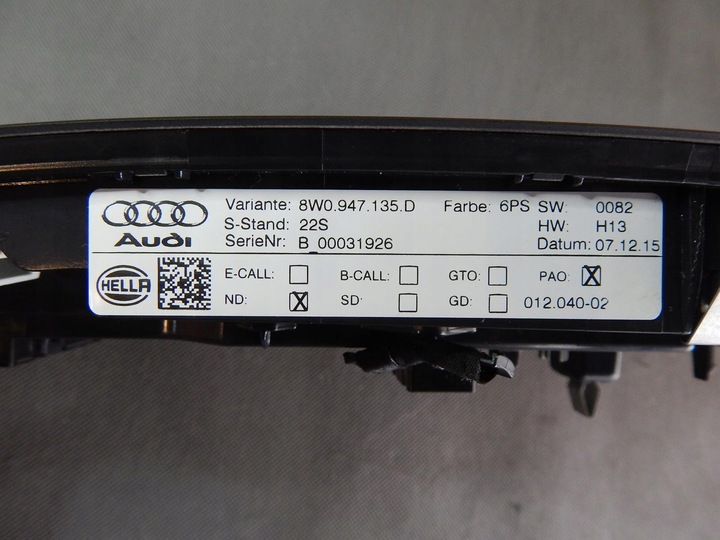 Variante: 8W0.947.135.D Farbe: 6PS SW: 0082
S-Stand: 22S HW: H13
Audi SerieNr: B_00031926 Datum: 07.12.15
HELLA E-CALL: B-CALL: GTO: PAO: X
ND: X SD: GD: 012.040-02